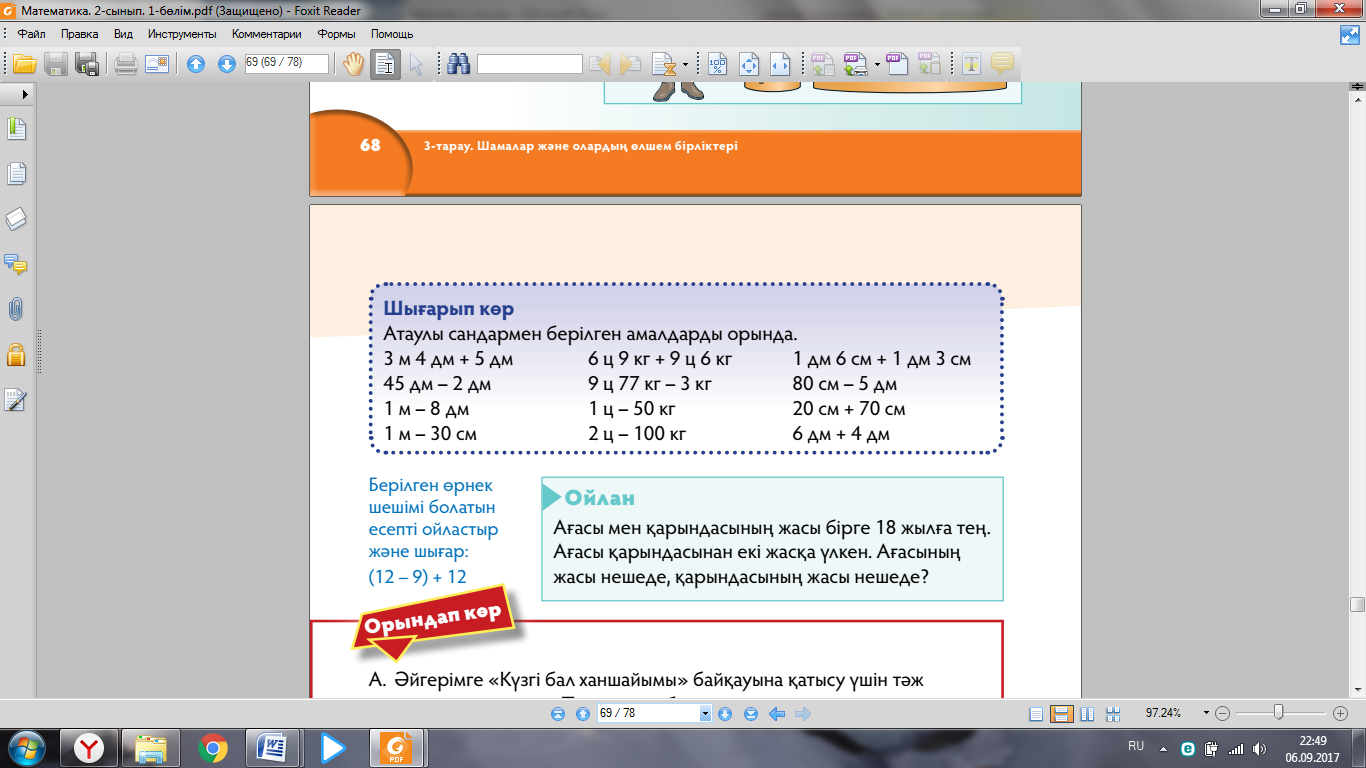 Математика. 2-сынып. 1-бөлім.pdf (Защищено) - Foxit Reader
Файл Правка Вид Инструменты Комментарии Формы Помощь
69 (69 / 78)
68 3-тарау. Шамалар және олардың өлшем бірліктері
Шығарып көр
Атаулы сандармен берілген амалдарды орында.
3 м 4 дм + 5 дм 6 ц 9 кг + 9 ц 6 кг 1 дм 6 см + 1 дм 3 см
45 дм – 2 дм 9 ц 77 кг – 3 кг 80 см – 5 дм
1 м – 8 дм 1 ц – 50 кг 20 см + 70 см
1 м – 30 см 2 ц – 100 кг 6 дм + 4 дм
Берілген өрнек
шешімі болатын
есепті ойластыр
және шығар:
(12 – 9) + 12
Ойлан
Ағасы мен қарындасының жасы бірге 18 жылға тең.
Ағасы қарындасынан екі жасқа үлкен. Ағасының
жасы нешеде, қарындасының жасы нешеде?
Орындап көр
А. Әйгерімге «Күзгі бал ханшайымы» байқауына қатысу үшін тәж
69 / 78
97.24%
RU
22:49
06.09.2017